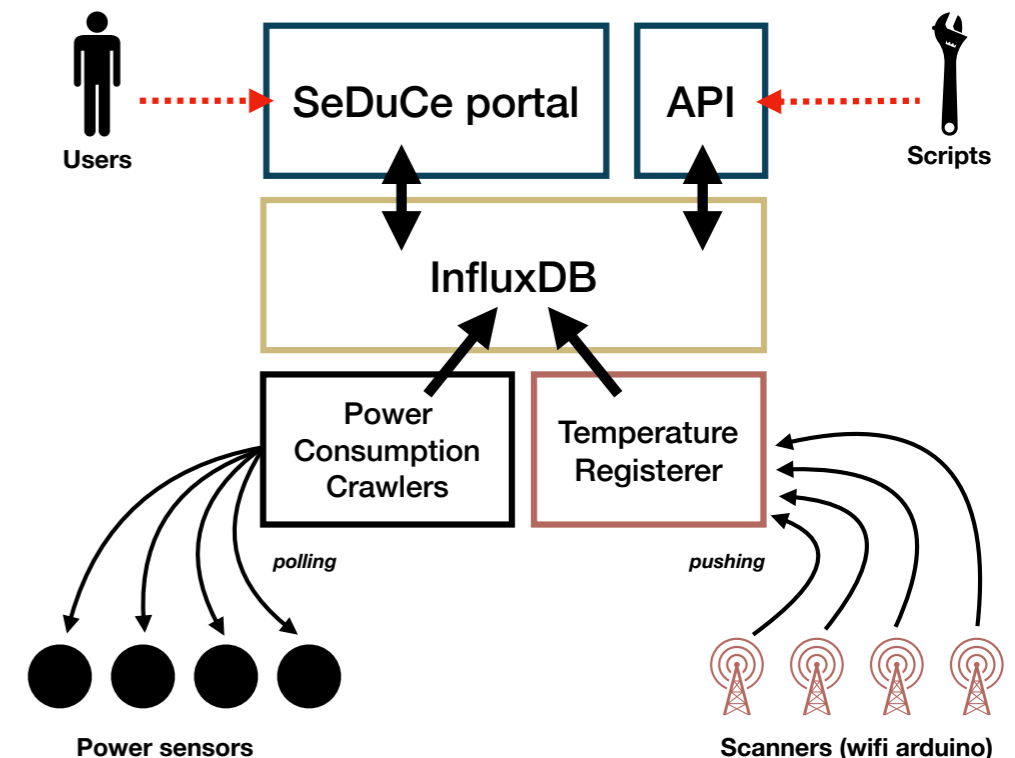 SeDuCe portal
API
Users
Scripts
InfluxDB
Power
Consumption
Crawlers
Temperature
Registerer
polling
pushing
Power sensors
Scanners (wifi arduino)